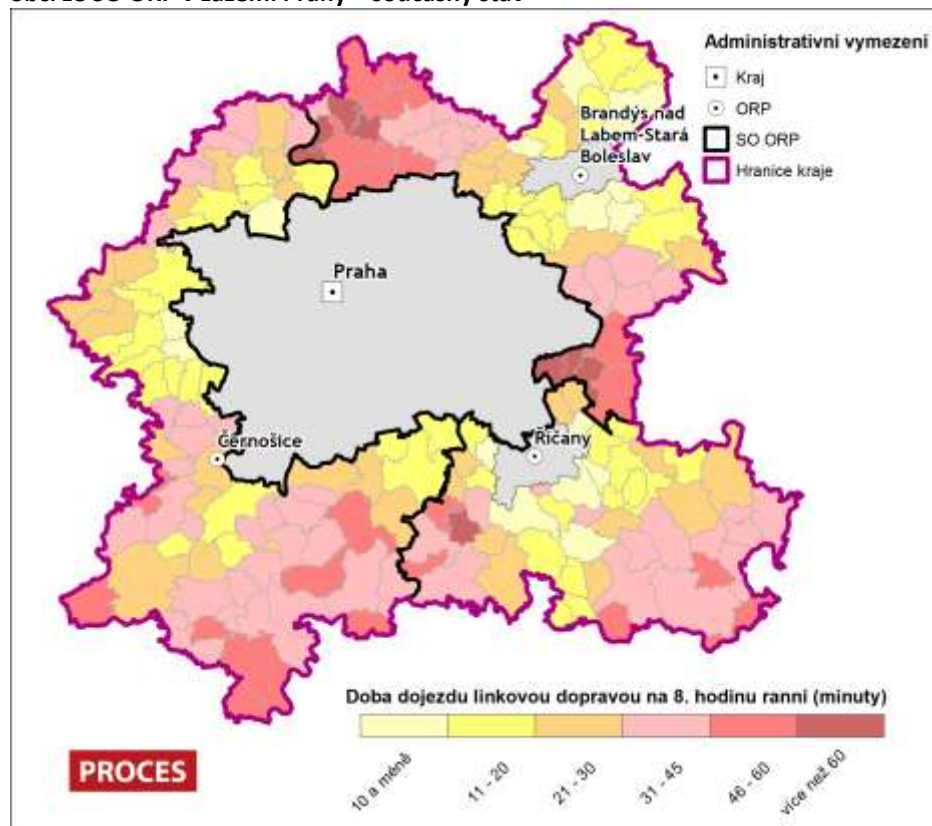 Administrativní vymezení
Kraj
ORP
SO ORP
Hranice kraje
Brandýs nad
Labem-Stará
Boleslav
Praha
Černošice
Říčany
Doba dojezdu linkovou dopravou na 8. hodinu ranní (minuty)
10 a méně
11 - 20
21 - 30
31 - 45
46 - 60
více než 60
PROCES